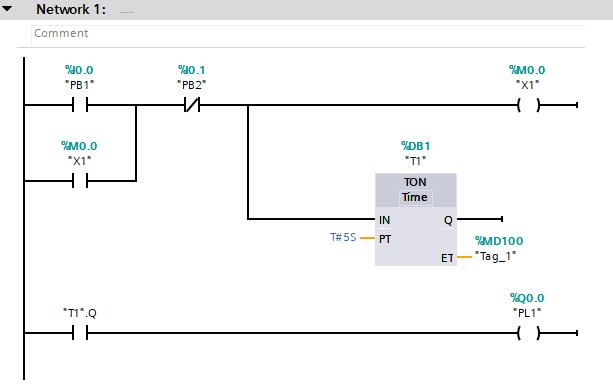 Network 1: .....
Comment
%I0.0 %I0.1 %M0.0
"PB1" "PB2" "X1"
%M0.0 %DB1
"X1" "T1"
TON
Time
IN Q
T#5S PT %MD100
ET "Tag_1"
%Q0.0
"T1".Q "PL1"